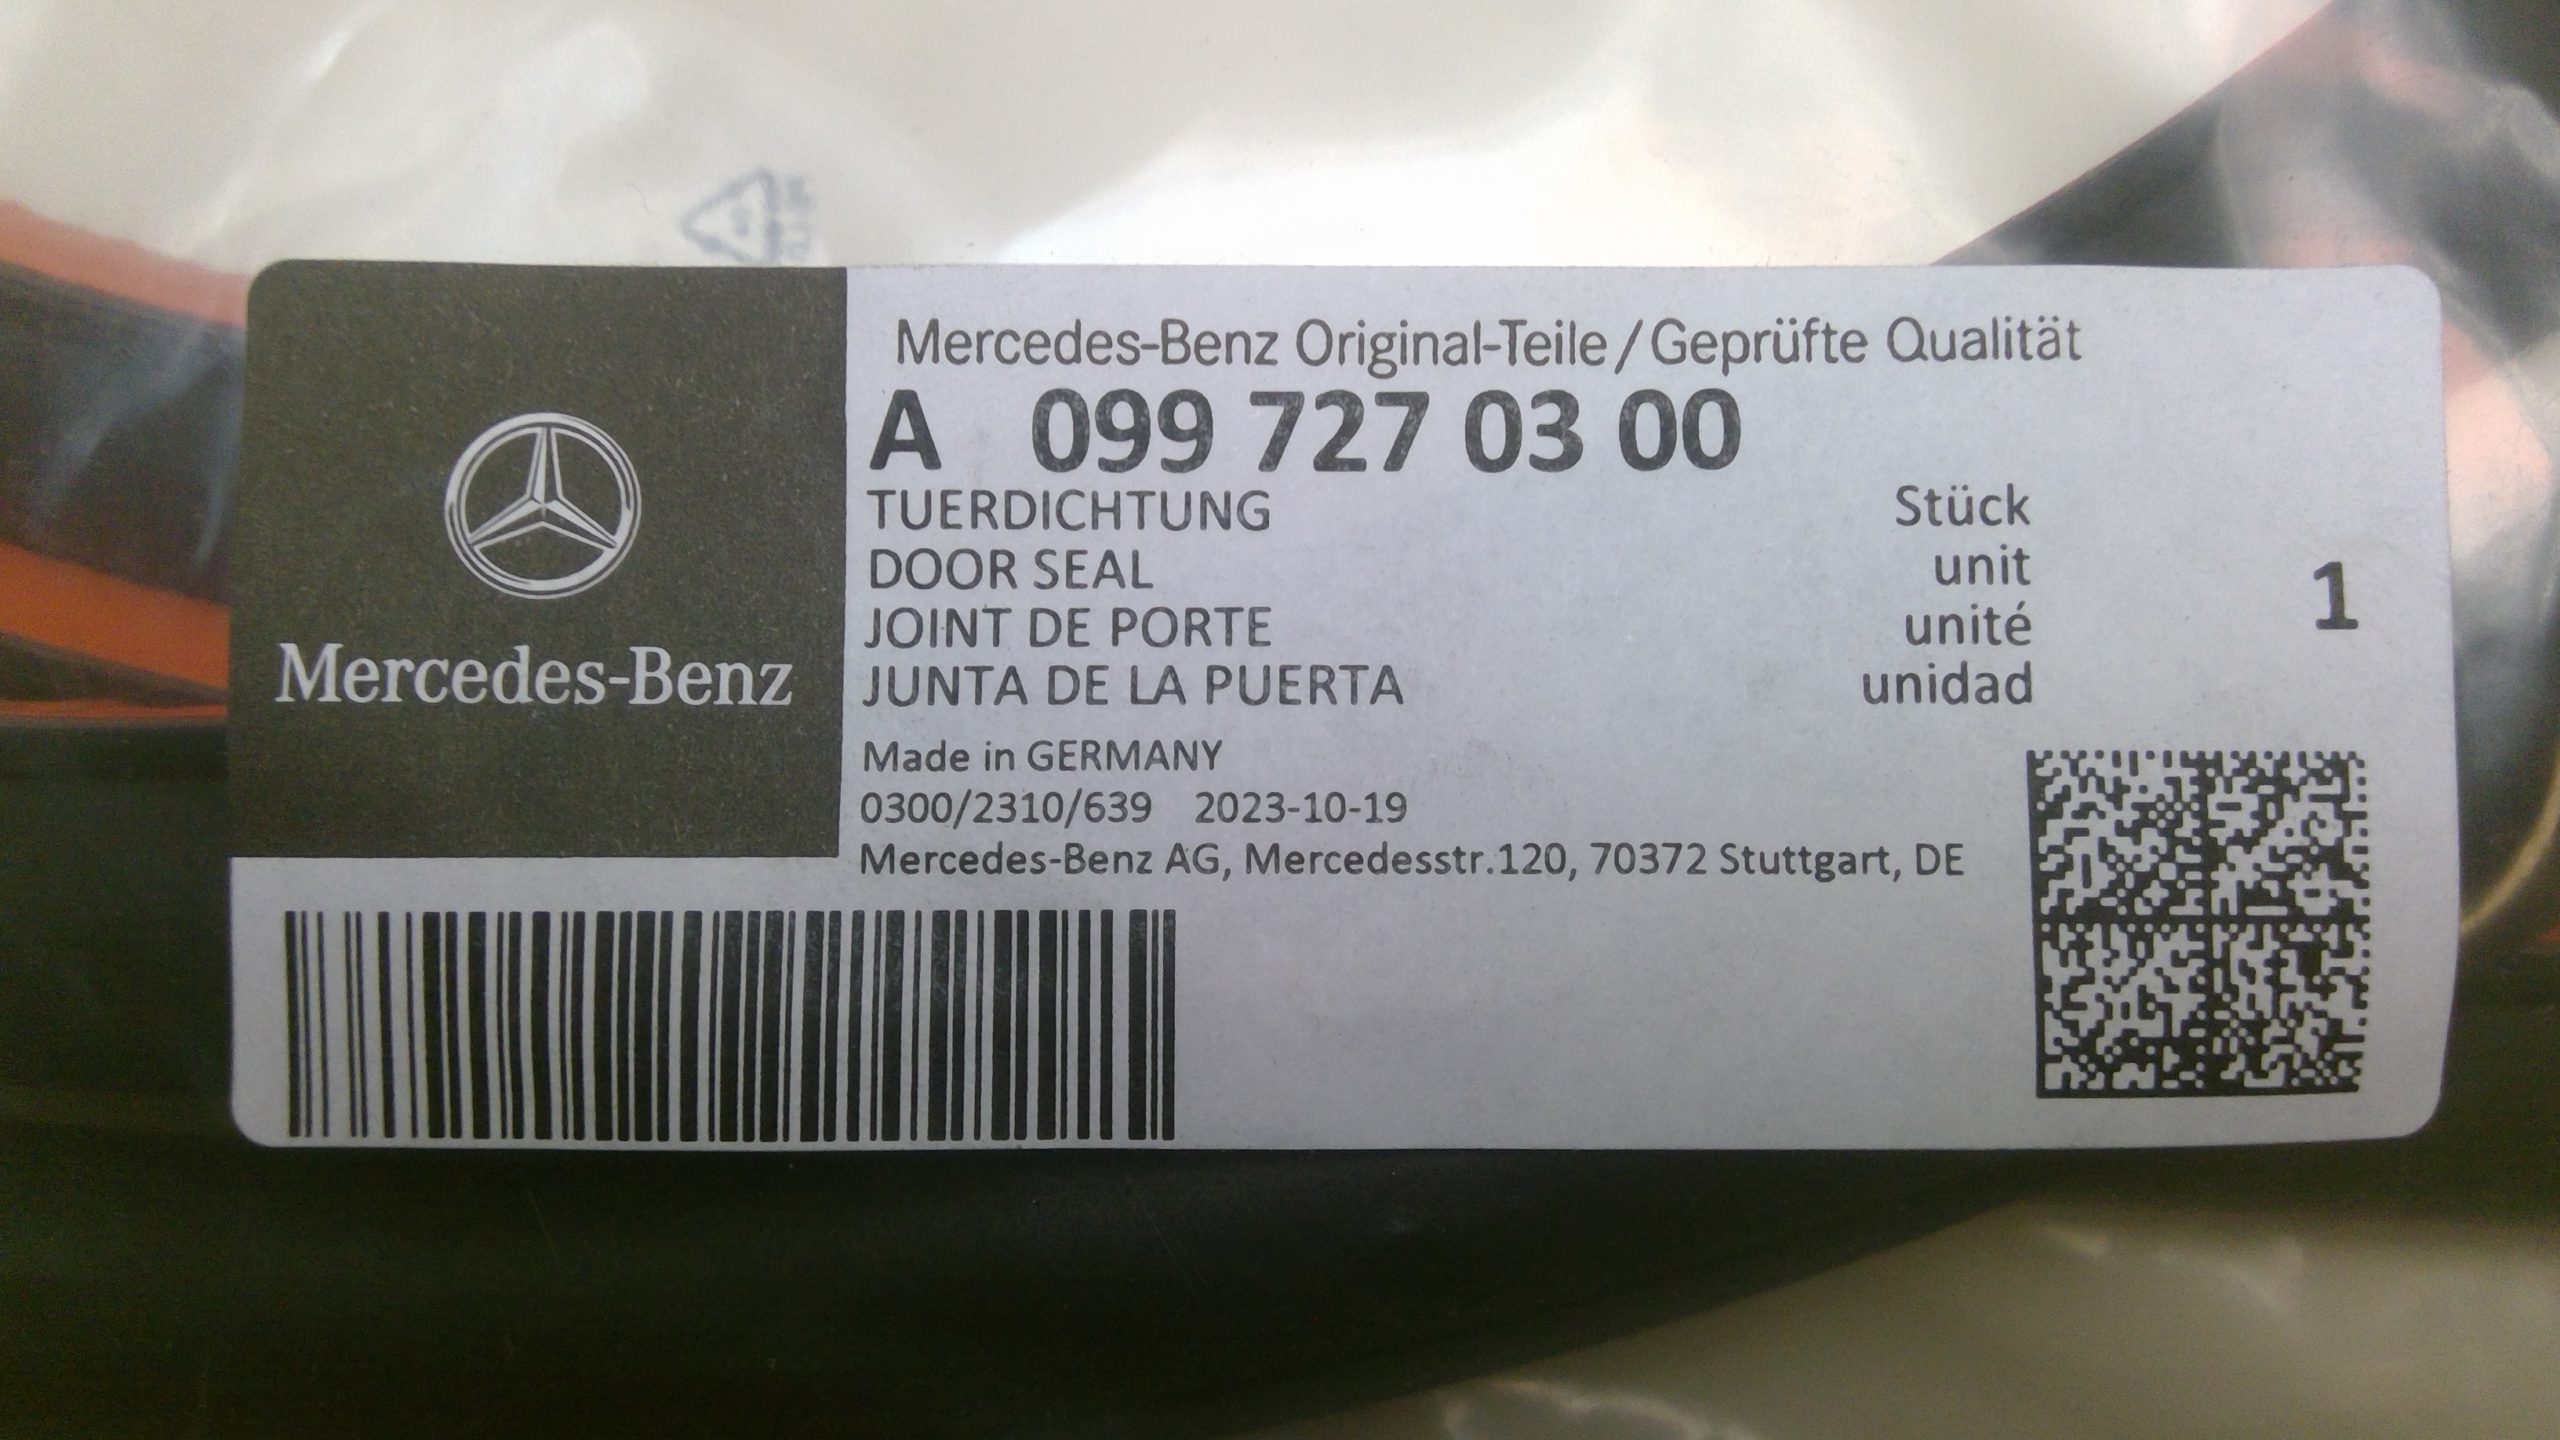 Mercedes-Benz
Mercedes-Benz Original-Teile/Geprüfte Qualität
A 099 727 03 00
TUERDICHTUNG Stück
DOOR SEAL unit
JOINT DE PORTE unité 1
JUNTA DE LA PUERTA unidad
Made in GERMANY
0300/2310/639 2023-10-19
Mercedes-Benz AG, Mercedesstr.120, 70372 Stuttgart, DE